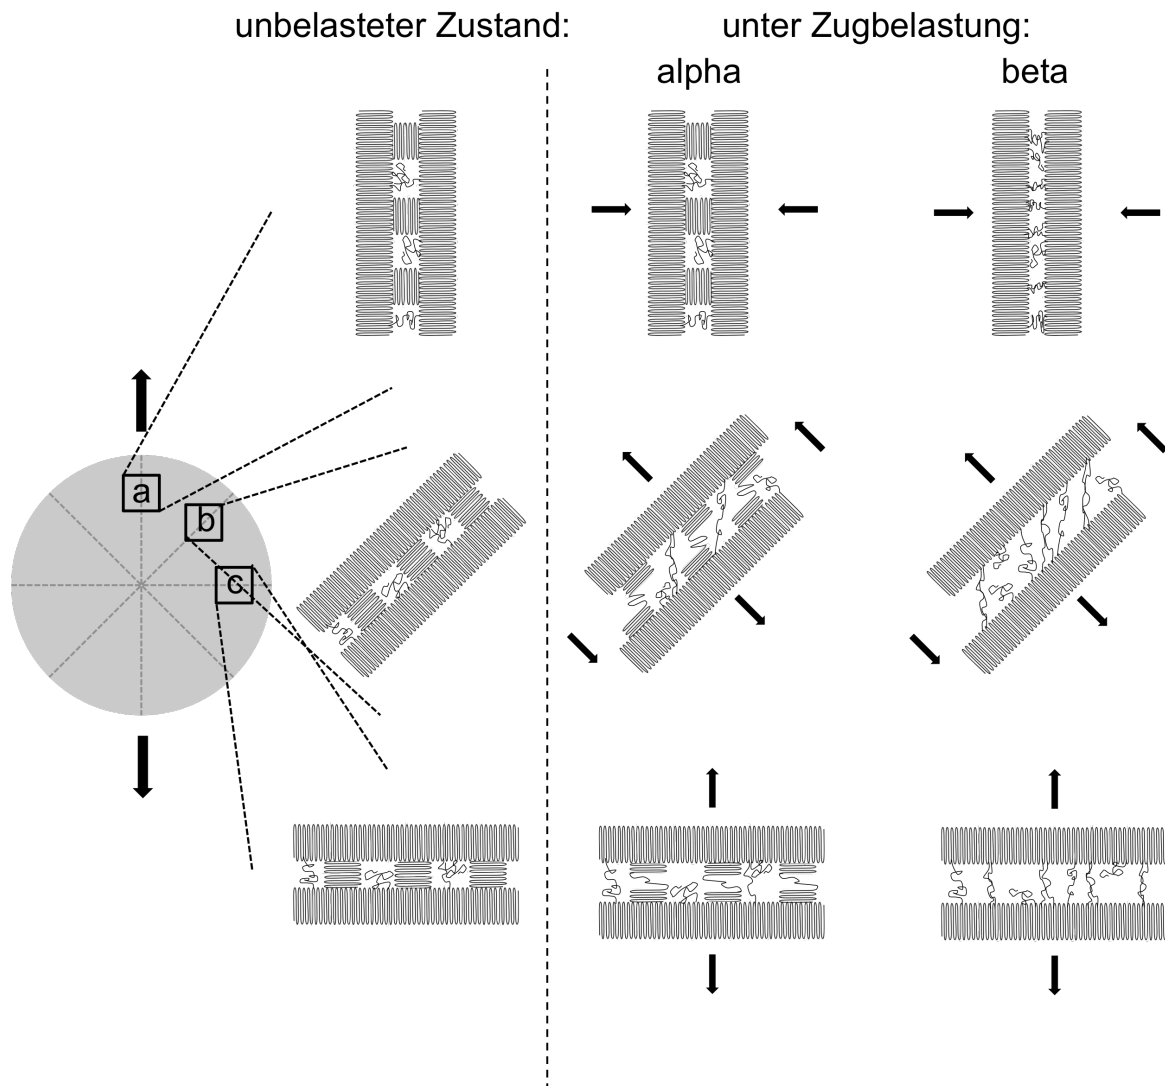 unbelasteter Zustand:
unter Zugbelastung:
alpha
beta
a
b
c